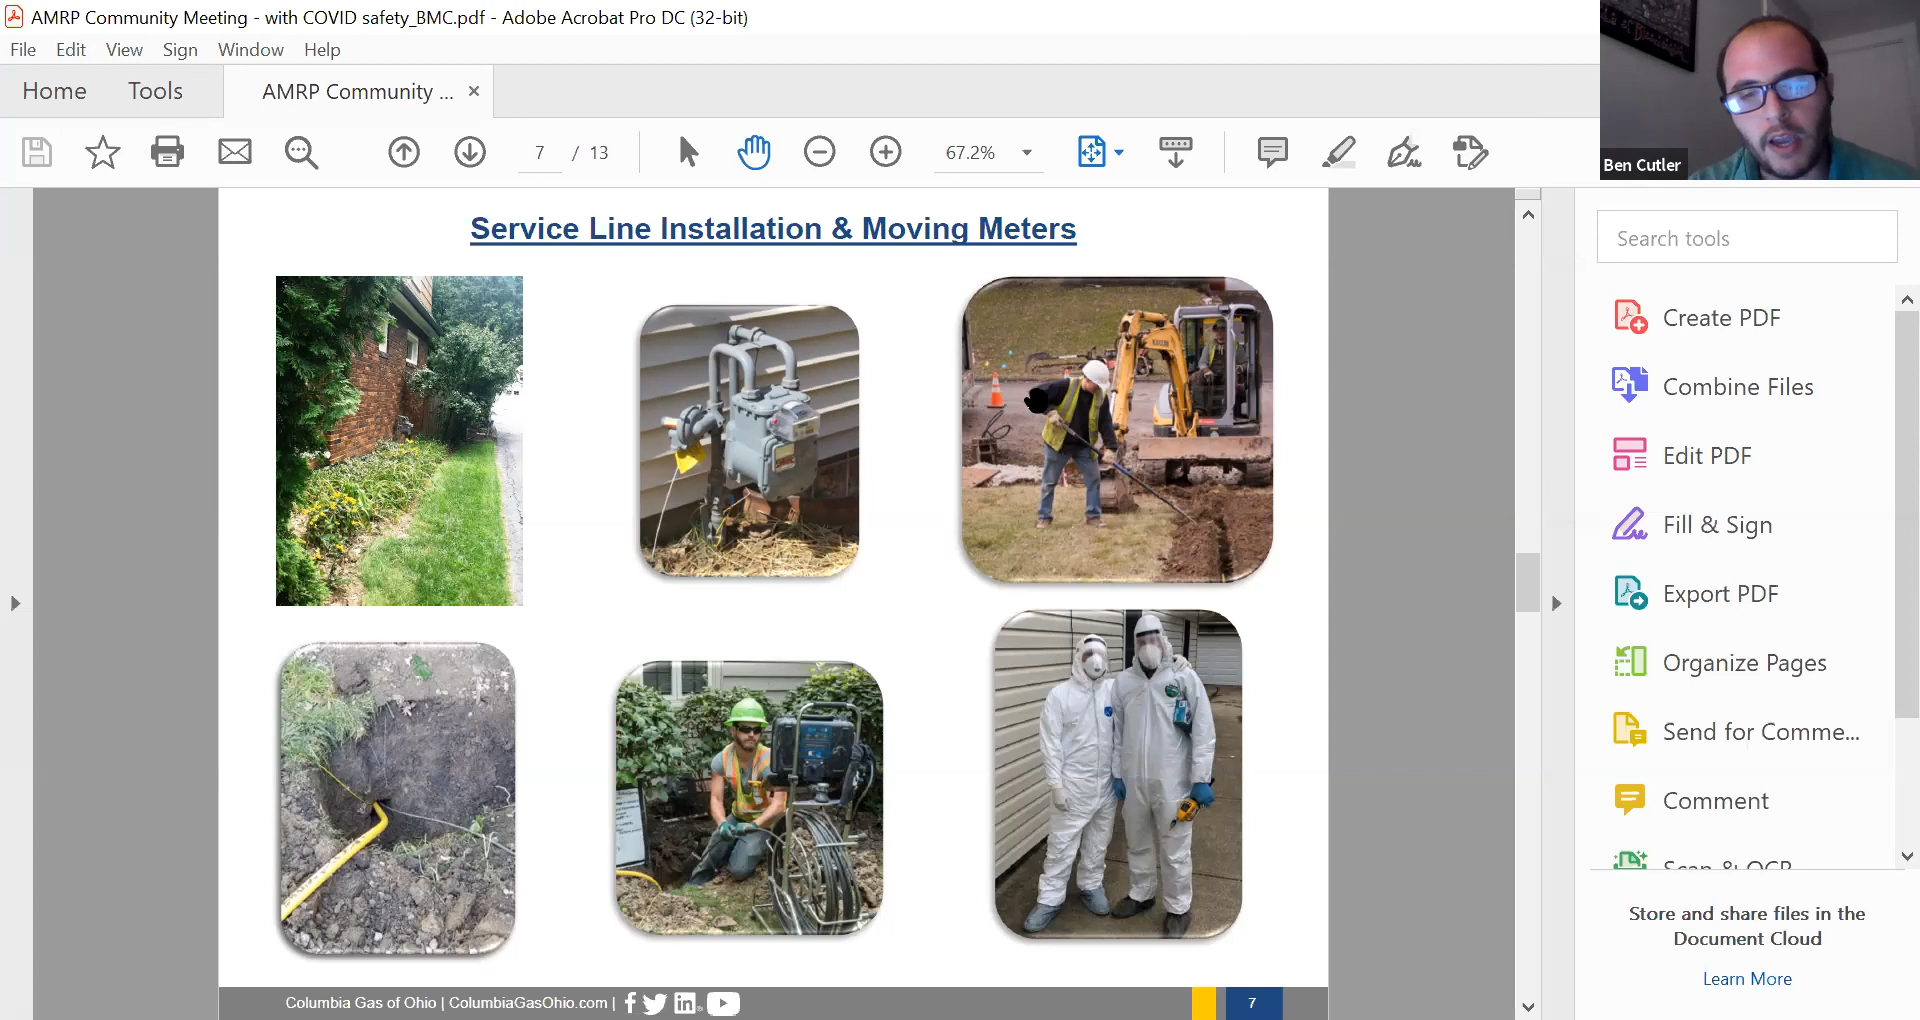 AMRP Community Meeting - with COVID safety_BMC.pdf - Adobe Acrobat Pro DC (32-bit)
File Edit View Sign Window Help
Home Tools AMRP Community ... ×
7 / 13 67.2%
Ben Cutler
Service Line Installation & Moving Meters
Search tools
Create PDF
Combine Files
Edit PDF
Fill & Sign
Export PDF
Organize Pages
Send for Comme...
Comment
Scan & OCR
Store and share files in the
Document Cloud
Learn More
Columbia Gas of Ohio | ColumbiaGasOhio.com |
7